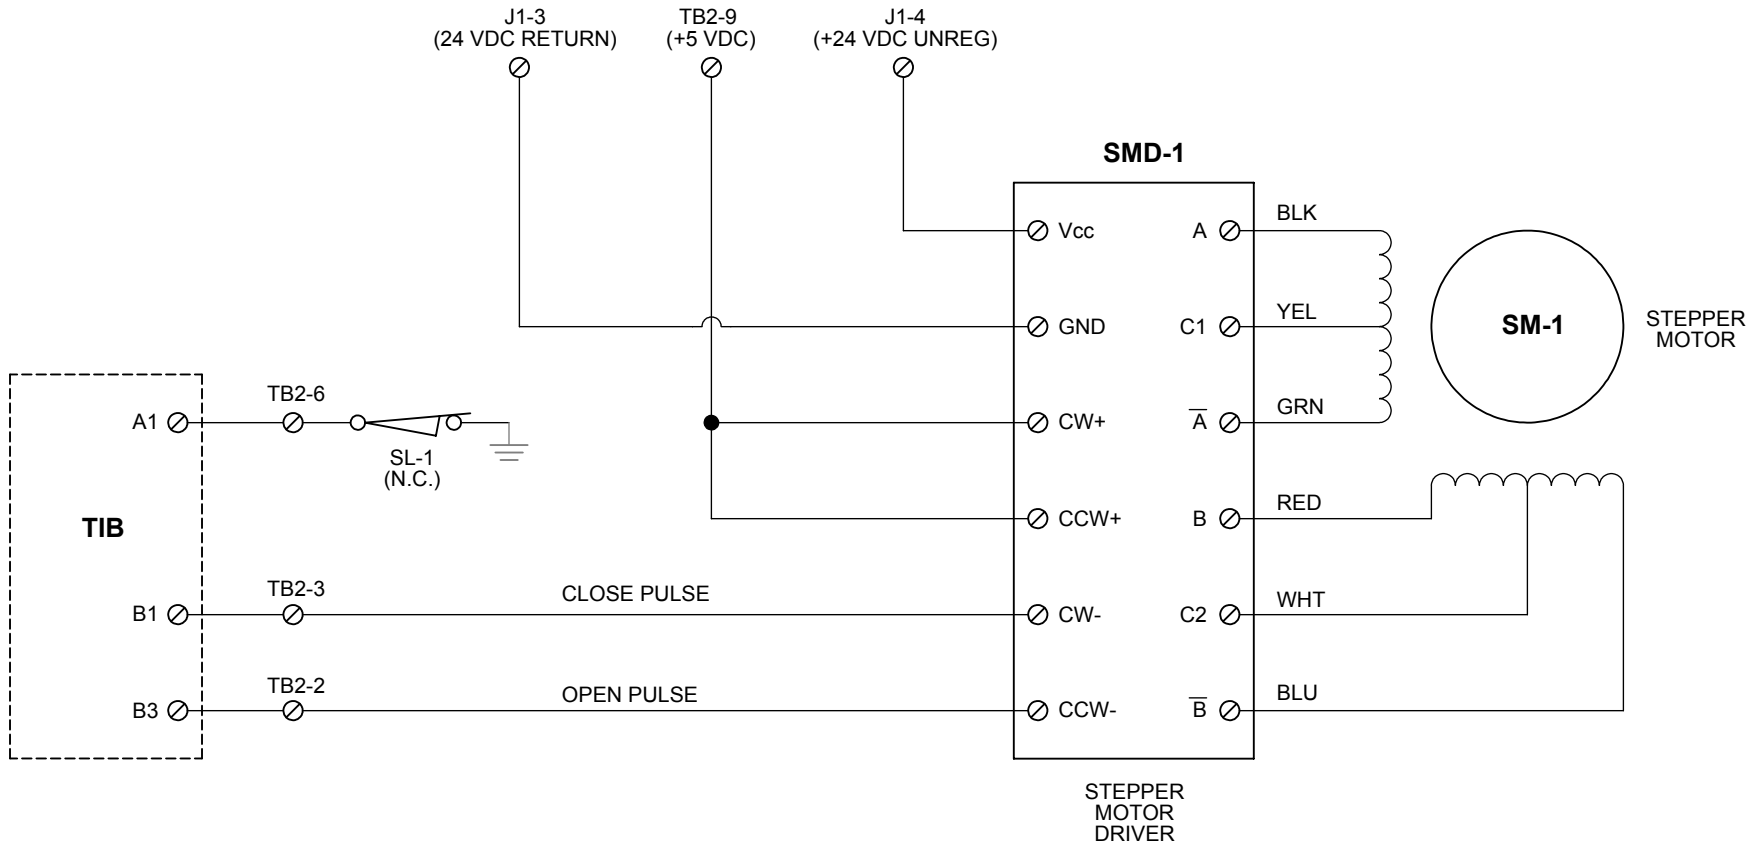 J1-3
(24 VDC RETURN)
TB2-9
(+5 VDC)
J1-4
(+24 VDC UNREG)
SMD-1
Vcc
A
BLK
GND
C1
YEL
SM-1
STEPPER
MOTOR
TB2-6
A1
SL-1
(N.C.)
CW+
A̅
GRN
TIB
CCW+
B
RED
TB2-3
B1
CLOSE PULSE
CW-
C2
WHT
TB2-2
B3
OPEN PULSE
CCW-
B̅
BLU
STEPPER
MOTOR
DRIVER